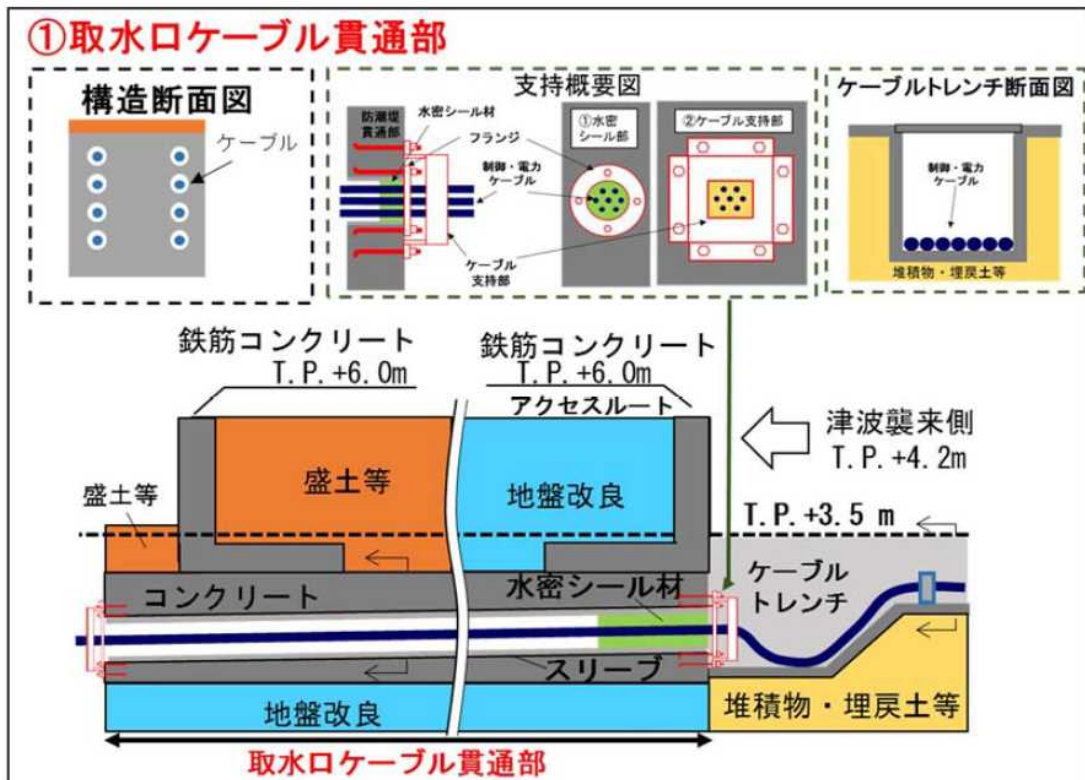 ①取水口ケーブル貫通部
構造断面図
ケーブル
支持概要図
防潮堤
貫通部
水密シール材
フランジ
制御・電力
ケーブル
ケーブル
支持部
①水密
シール部
②ケーブル支持部
ケーブルトレンチ断面図
制御・電力
ケーブル
堆積物・埋戻土等
鉄筋コンクリート
T.P.+6.0m
鉄筋コンクリート
T.P.+6.0m
アクセスルート
津波襲来側
T.P.+4.2m
盛土等
盛土等
地盤改良
T.P.+3.5 m
コンクリート
水密シール材
ケーブル
トレンチ
スリーブ
地盤改良
堆積物・埋戻土等
取水口ケーブル貫通部